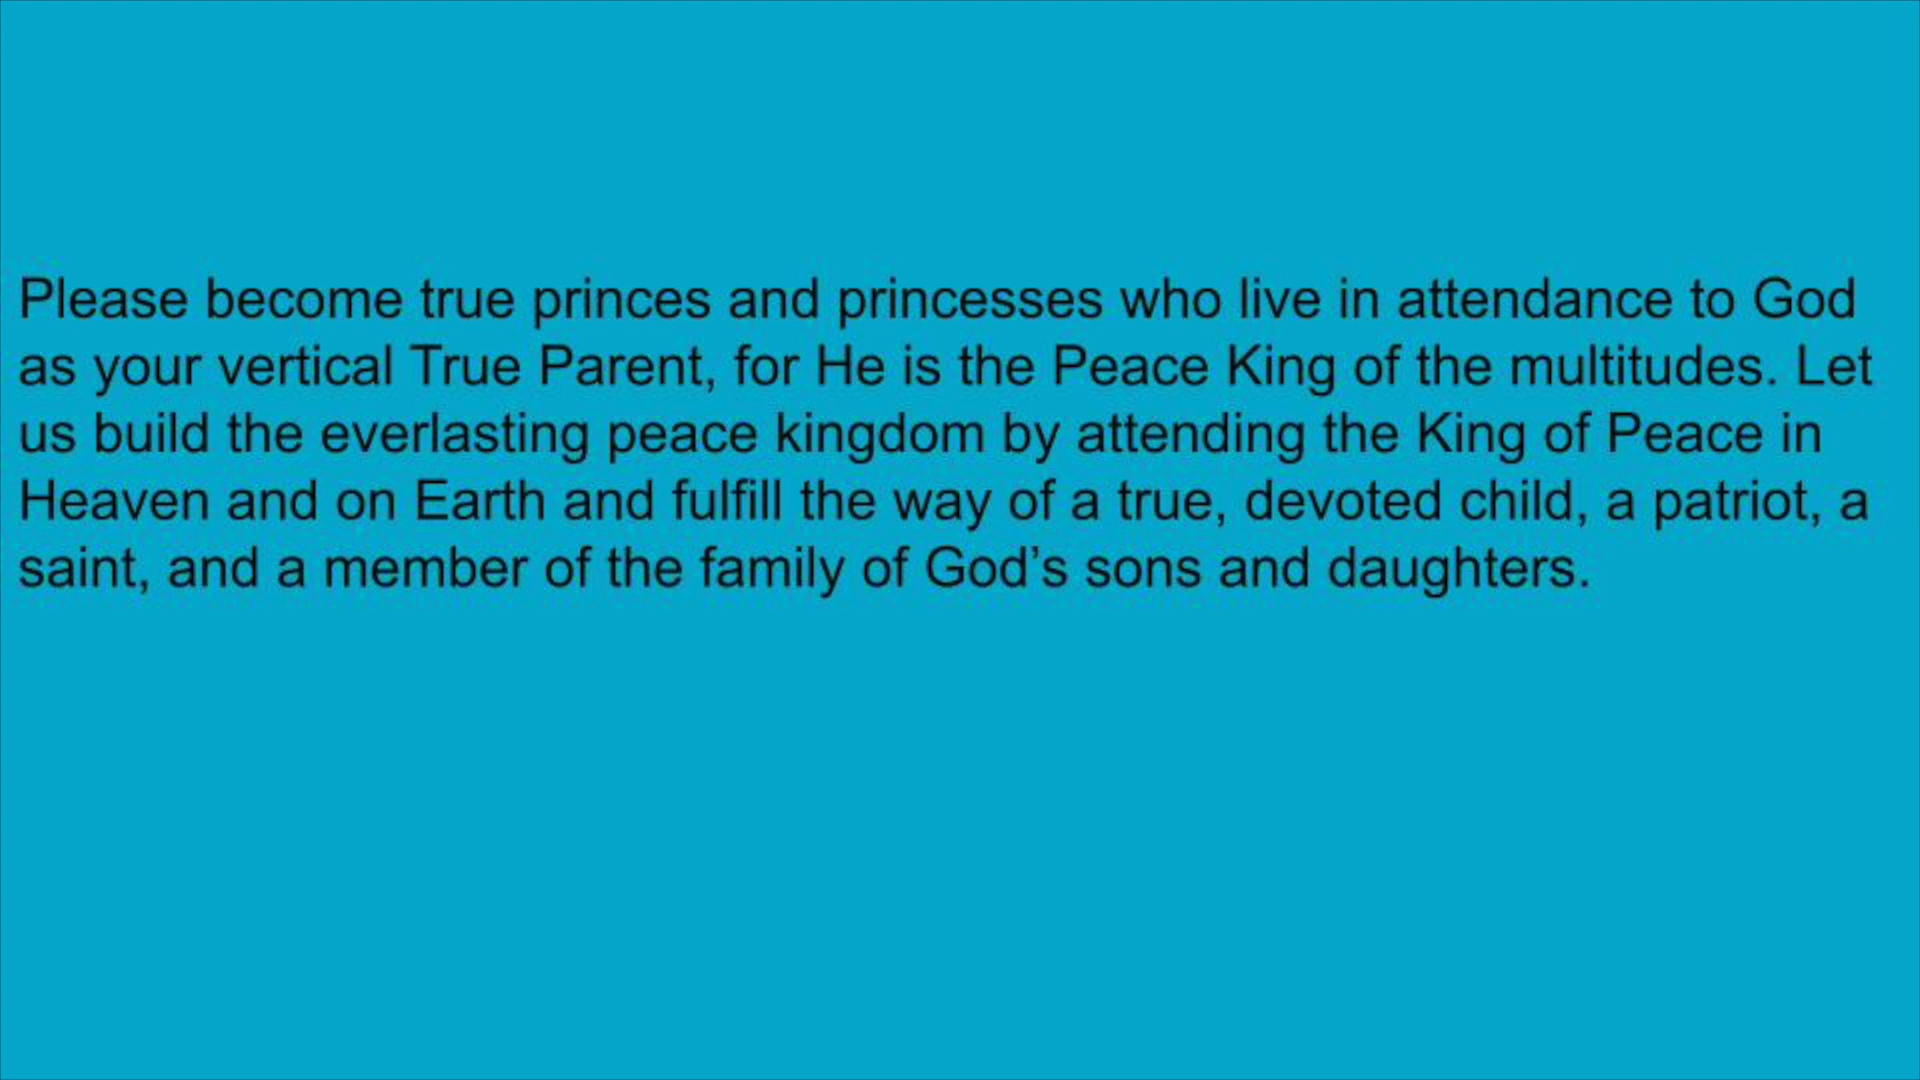 Please become true princes and princesses who live in attendance to God
as your vertical True Parent, for He is the Peace King of the multitudes. Let
us build the everlasting peace kingdom by attending the King of Peace in
Heaven and on Earth and fulfill the way of a true, devoted child, a patriot, a
saint, and a member of the family of God’s sons and daughters.